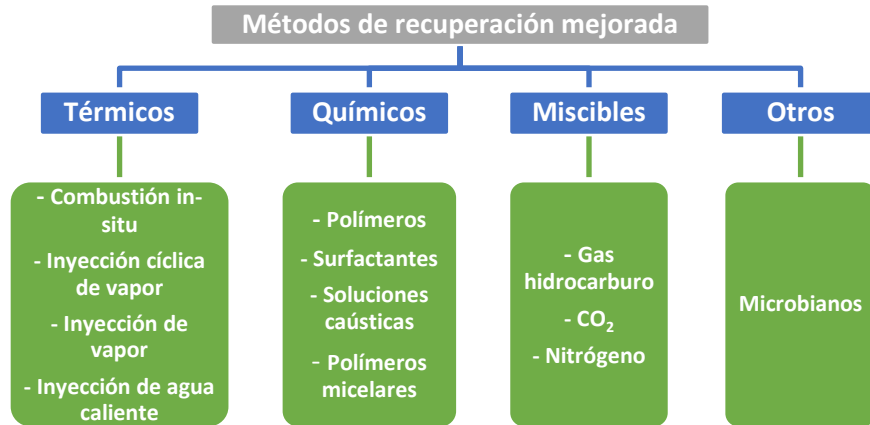 Métodos de recuperación mejorada
Térmicos
Químicos
Miscibles
Otros
- Combustión in-
situ
- Inyección cíclica
de vapor
- Inyección de
vapor
- Inyección de agua
caliente
- Polímeros
- Surfactantes
- Soluciones
caústicas
- Polímeros
micelares
- Gas
hidrocarburo
- CO₂
- Nitrógeno
Microbianos